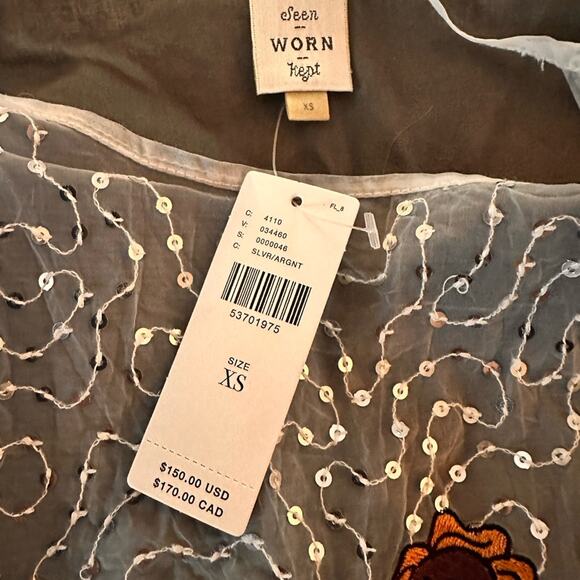 Seen
WORN
Kept
XS
FL_8
C: 4110
V: 034460
S: 0000046
C: SLVR/ARGNT
53701975
SIZE
XS
$150.00 USD
$170.00 CAD